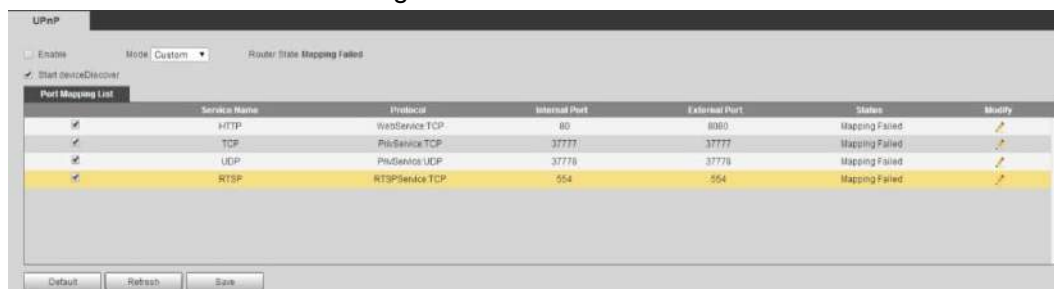 UPnP
Enable Mode Custom Router State Mapping Failed
Start deviceDiscover
Port Mapping List
Service Name Protocol Internal Port External Port Status Modify
HTTP WebService:TCP 80 8080 Mapping Failed
TCP PrivService:TCP 37777 37777 Mapping Failed
UDP PrivService:UDP 37778 37778 Mapping Failed
RTSP RTSPService:TCP 554 554 Mapping Failed
Default Refresh Save